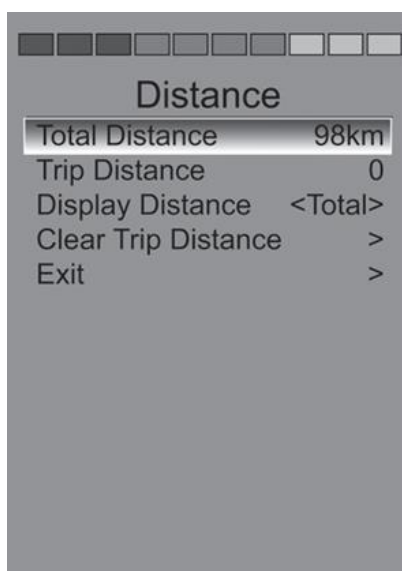 Distance
Total Distance 98km
Trip Distance 0
Display Distance <Total>
Clear Trip Distance >
Exit >